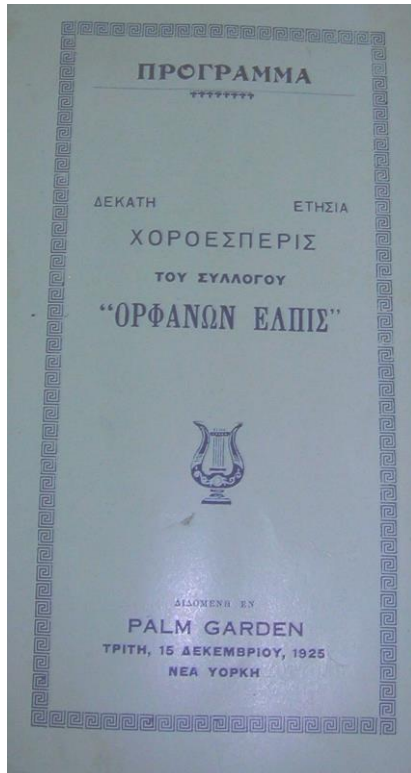 ΠΡΟΓΡΑΜΜΑ
ΔΕΚΑΤΗ ΕΤΗΣΙΑ
ΧΟΡΟΕΣΠΕΡΙΣ
ΤΟΥ ΣΥΛΛΟΓΟΥ
“ΟΡΦΑΝΩΝ ΕΛΠΙΣ”
ΔΙΔΟΜΕΝΗ ΕΝ
PALM GARDEN
ΤΡΙΤΗ, 15 ΔΕΚΕΜΒΡΙΟΥ, 1925
ΝΕΑ ΥΟΡΚΗ